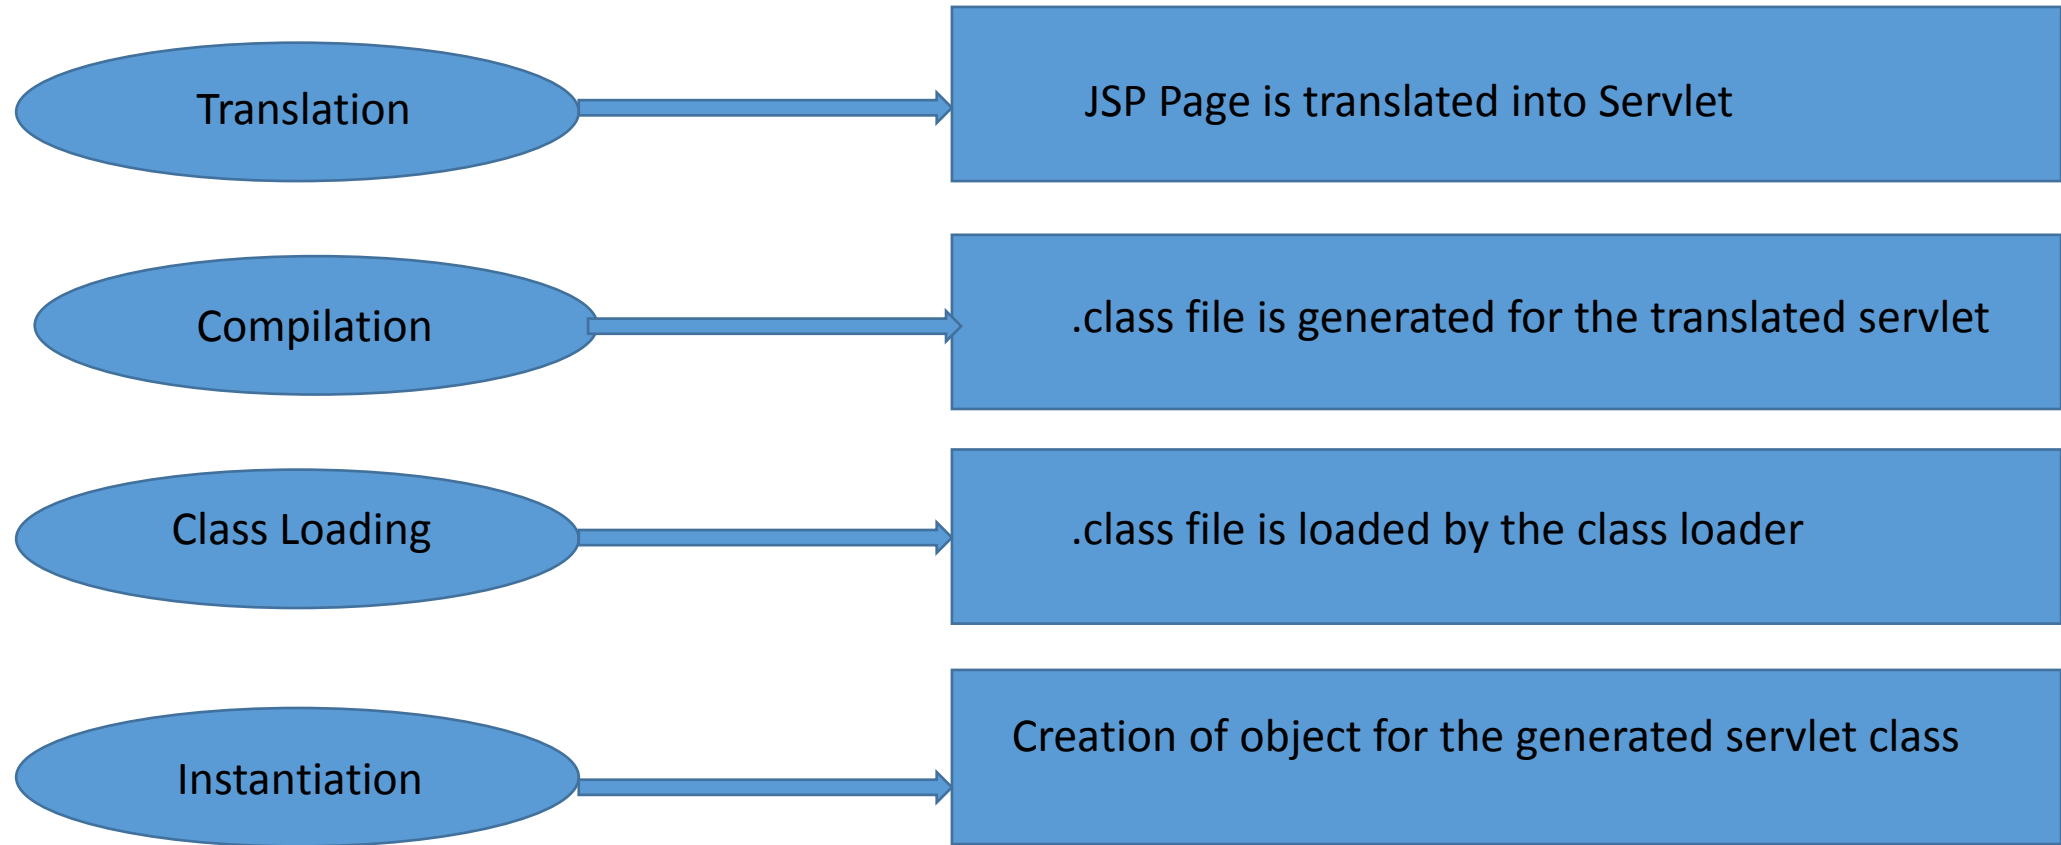 Translation
JSP Page is translated into Servlet
Compilation
.class file is generated for the translated servlet
Class Loading
.class file is loaded by the class loader
Instantiation
Creation of object for the generated servlet class